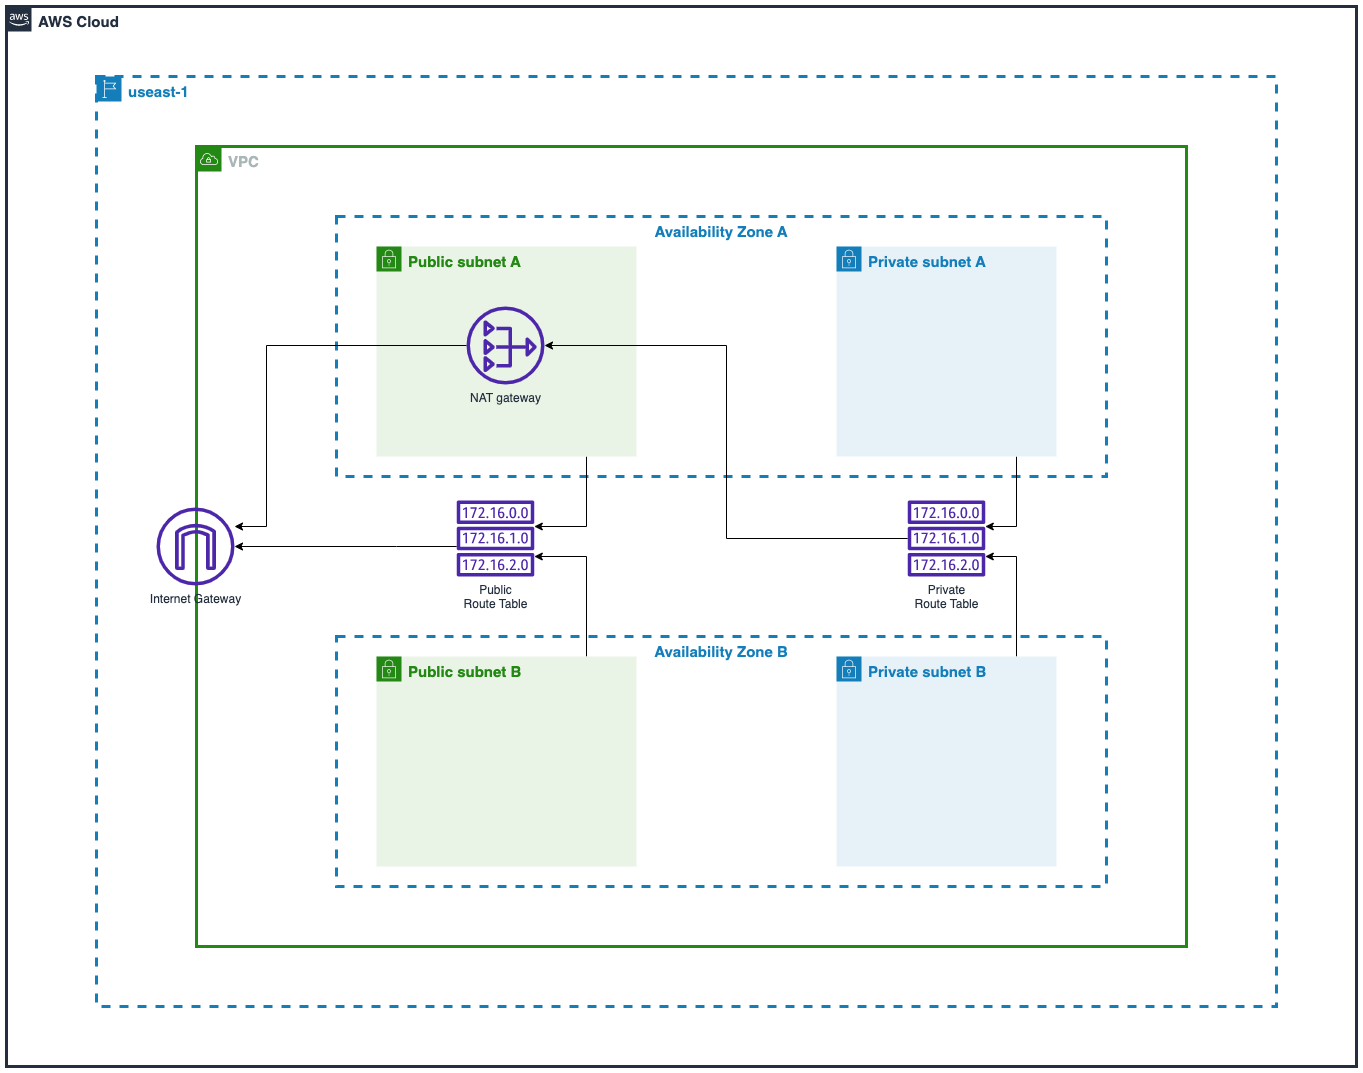 aws
AWS Cloud
useast-1
VPC
Availability Zone A
Public subnet A
Private subnet A
NAT gateway
172.16.0.0
172.16.1.0
172.16.2.0
Public
Route Table
172.16.0.0
172.16.1.0
172.16.2.0
Private
Route Table
Internet Gateway
Availability Zone B
Public subnet B
Private subnet B